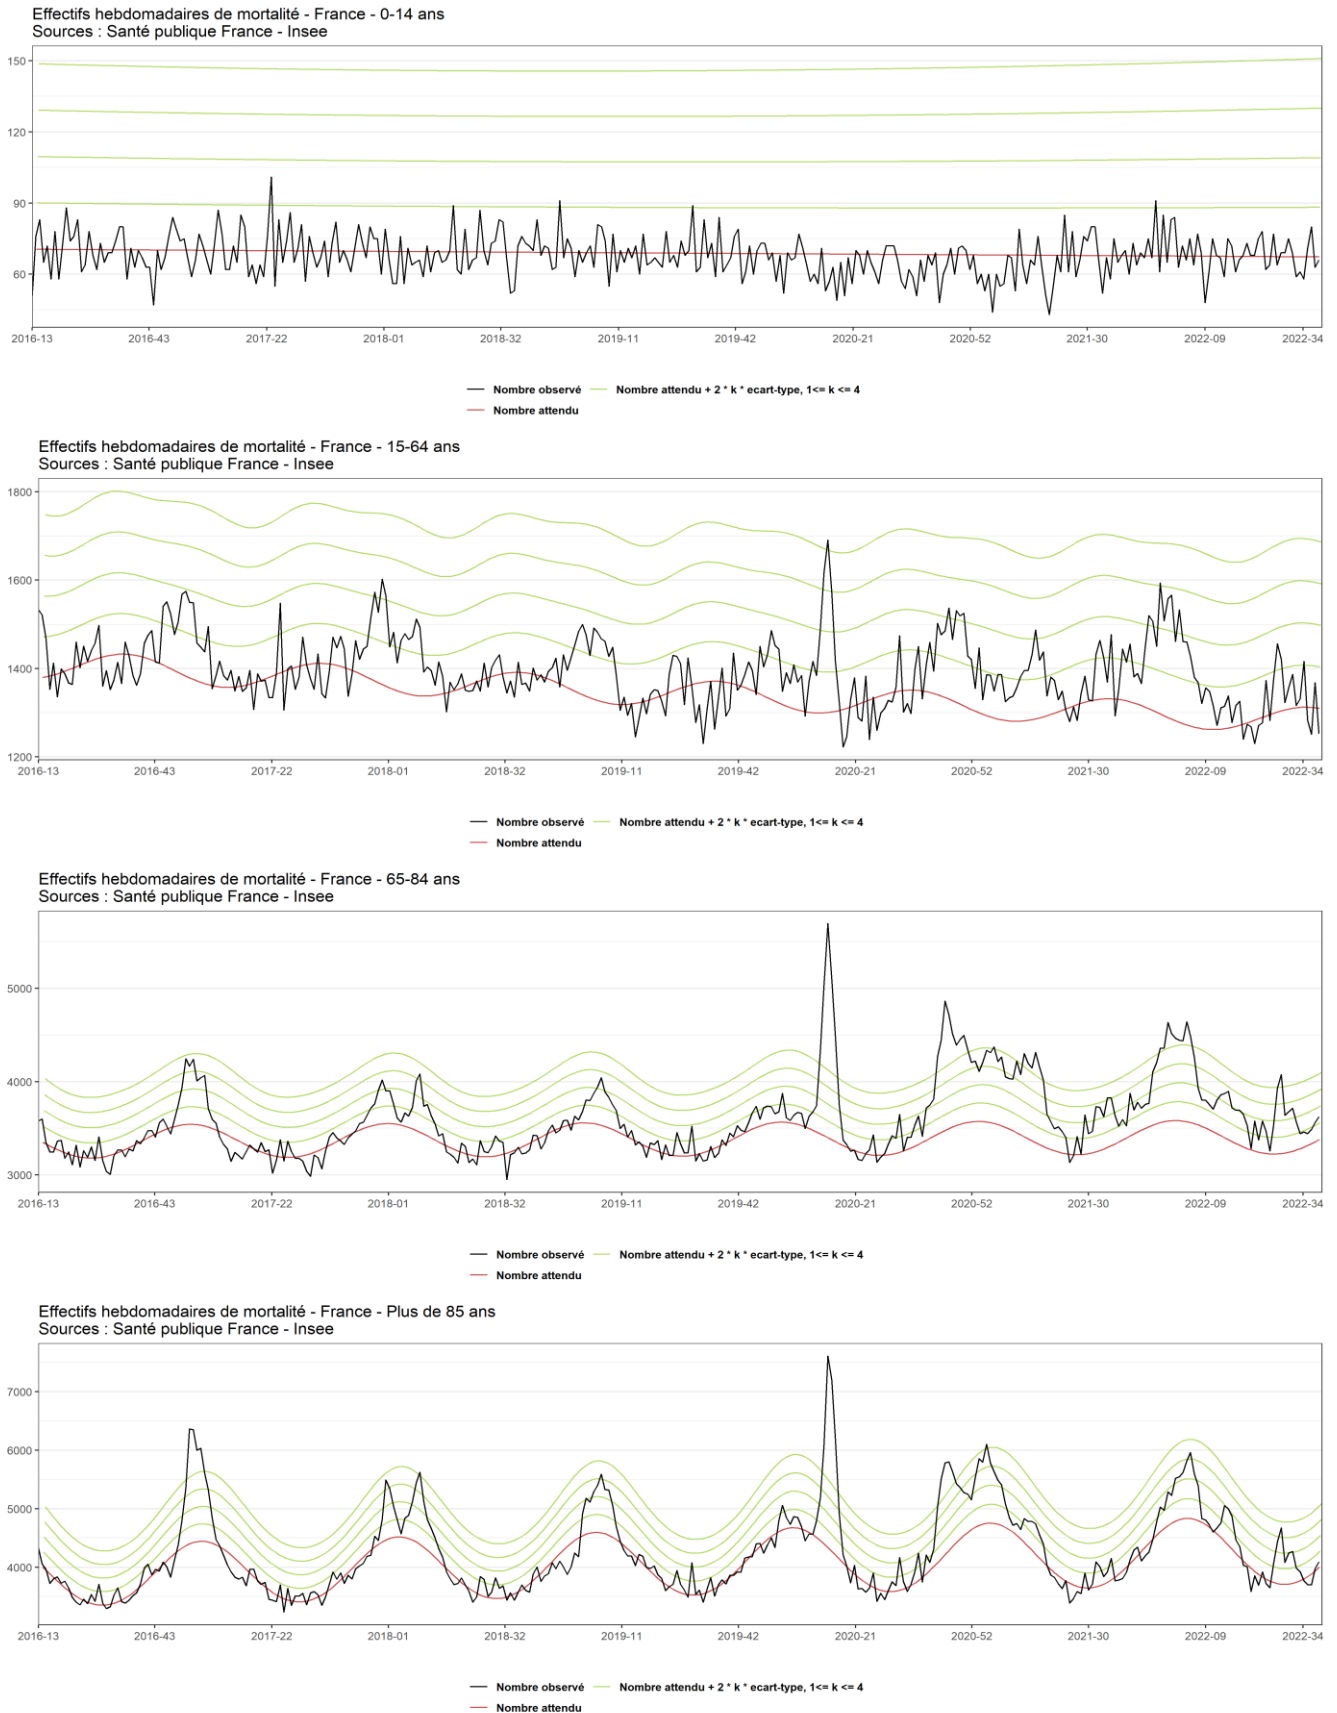 Effectifs hebdomadaires de mortalité - France - 0-14 ans
Sources : Santé publique France - Insee
150
120
90
60
2016-13 2016-43 2017-22 2018-01 2018-32 2019-11 2019-42 2020-21 2020-52 2021-30 2022-09 2022-34
Nombre observé Nombre attendu + 2 * k * ecart-type, 1<= k <= 4
Nombre attendu
Effectifs hebdomadaires de mortalité - France - 15-64 ans
Sources : Santé publique France - Insee
1800
1600
1400
1200
2016-13 2016-43 2017-22 2018-01 2018-32 2019-11 2019-42 2020-21 2020-52 2021-30 2022-09 2022-34
Nombre observé Nombre attendu + 2 * k * ecart-type, 1<= k <= 4
Nombre attendu
Effectifs hebdomadaires de mortalité - France - 65-84 ans
Sources : Santé publique France - Insee
5000
4000
3000
2016-13 2016-43 2017-22 2018-01 2018-32 2019-11 2019-42 2020-21 2020-52 2021-30 2022-09 2022-34
Nombre observé Nombre attendu + 2 * k * ecart-type, 1<= k <= 4
Nombre attendu
Effectifs hebdomadaires de mortalité - France - Plus de 85 ans
Sources : Santé publique France - Insee
7000
6000
5000
4000
2016-13 2016-43 2017-22 2018-01 2018-32 2019-11 2019-42 2020-21 2020-52 2021-30 2022-09 2022-34
Nombre observé Nombre attendu + 2 * k * ecart-type, 1<= k <= 4
Nombre attendu